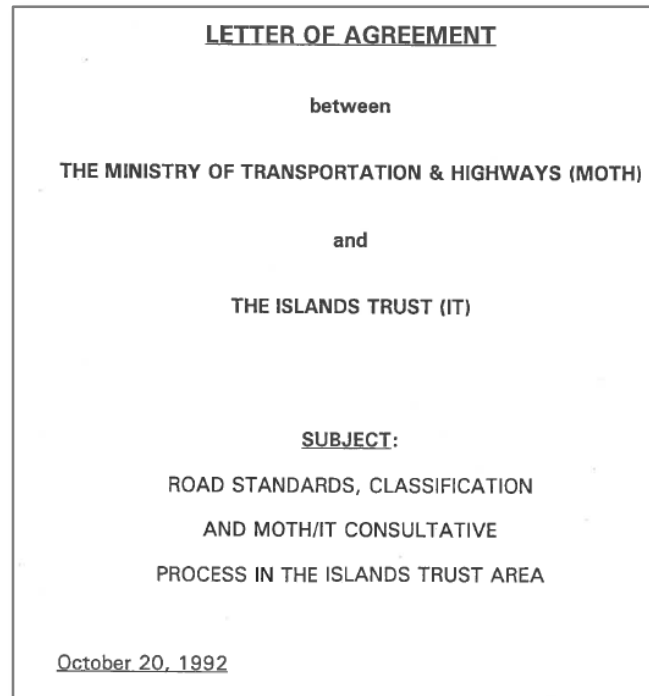 LETTER OF AGREEMENT
between
THE MINISTRY OF TRANSPORTATION & HIGHWAYS (MOTH)
and
THE ISLANDS TRUST (IT)
SUBJECT:
ROAD STANDARDS, CLASSIFICATION
AND MOTH/IT CONSULTATIVE
PROCESS IN THE ISLANDS TRUST AREA
October 20, 1992